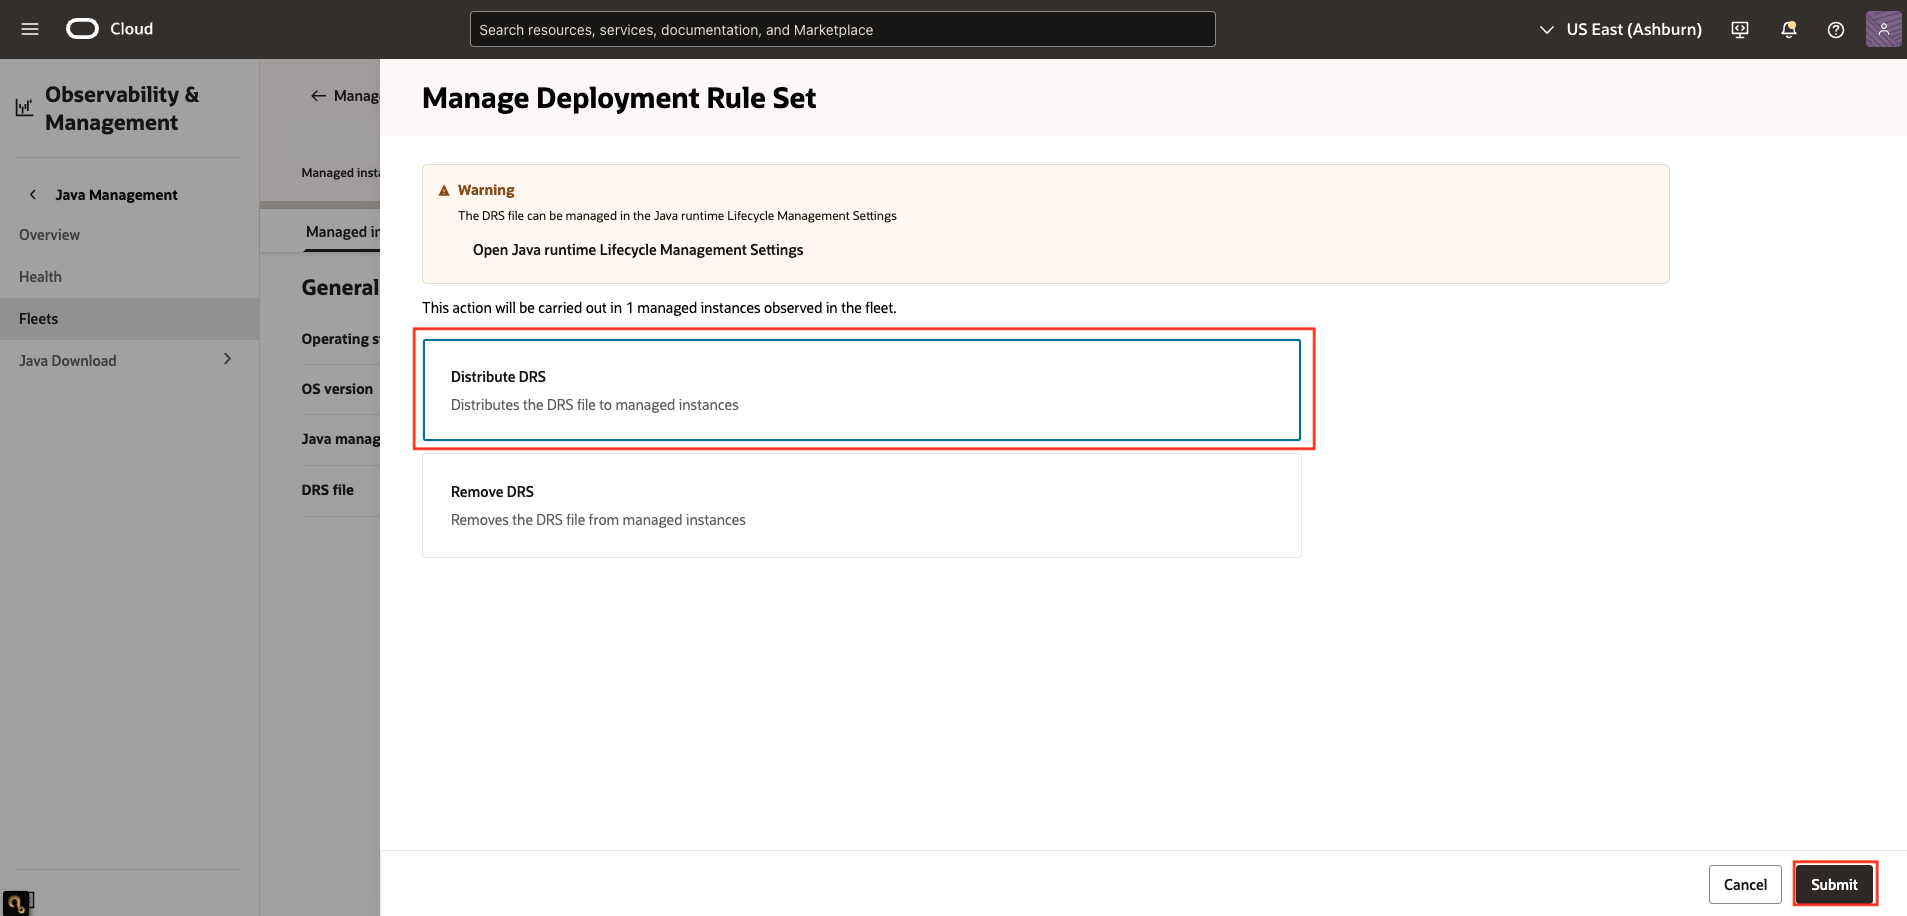 Cloud
Search resources, services, documentation, and Marketplace
US East (Ashburn)
Observability &
Management
Java Management
Overview
Health
Fleets
Java Download
Manage
Managed insta
Managed in
General
Operating s
OS version
Java manag
DRS file
Manage Deployment Rule Set
Warning
The DRS file can be managed in the Java runtime Lifecycle Management Settings
Open Java runtime Lifecycle Management Settings
This action will be carried out in 1 managed instances observed in the fleet.
Distribute DRS
Distributes the DRS file to managed instances
Remove DRS
Removes the DRS file from managed instances
Cancel
Submit